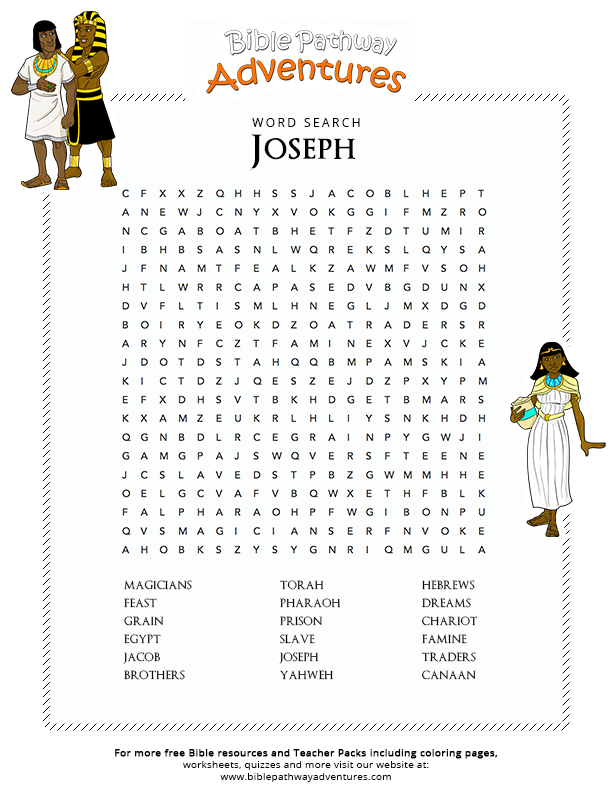 Bible Pathway
Adventures
WORD SEARCH
JOSEPH
C F X X Z Q H H S S J A C O B L H E P T
A N E W J C N Y X V O K G G I F M Z R O
N C G A B O A T B H E T F Z D T U M I R
I B H B S A S N L W Q R E K S L Q Y S A
J F N A M T F E A L K Z A W M F V S O H
H T L W R R C A P A S E D V B G D U N X
D V F L T I S M L H N E G L J M X D G D
B O I R Y E O K D Z O A T R A D E R S R
A R Y N F C Z T F A M I N E X V J C K E
J D O T D S T A H Q Q B M P A M S K I A
K I C T D Z J Q E S Z E J D Z P X Y P M
E F X D H S V T B K H D G E T B M A R S
K X A M Z E U K R L H L I Y S N K H D H
Q G N B D L R C E G R A I N P Y G W J I
G A M G P A J S W Q V E R S F T E E N E
J C S L A V E D S T P B Z G W M M H H E
O E L G C V A F V B Q W X E T H F B L K
F A L P H A R A O H P F W G I B O N P U
Q V S M A G I C I A N S E R F N V O K E
A H O B K S Z Y S Y G N R I Q M G U L A
MAGICIANS TORAH HEBREWS
FEAST PHARAOH DREAMS
GRAIN PRISON CHARIOT
EGYPT SLAVE FAMINE
JACOB JOSEPH TRADERS
BROTHERS YAHWEH CANAAN
For more free Bible resources and Teacher Packs including coloring pages,
worksheets, quizzes and more visit our website at:
www.biblepathwayadventures.com